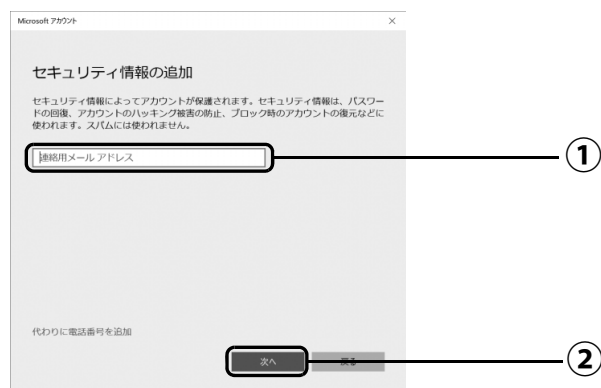 Microsoft アカウント
セキュリティ情報の追加
セキュリティ情報によってアカウントが保護されます。セキュリティ情報は、パスワー
ドの回復、アカウントのハッキング被害の防止、ブロック時のアカウントの復元などに
使われます。スパムには使われません。
連絡用メール アドレス
①
代わりに電話番号を追加
次へ
戻る
②